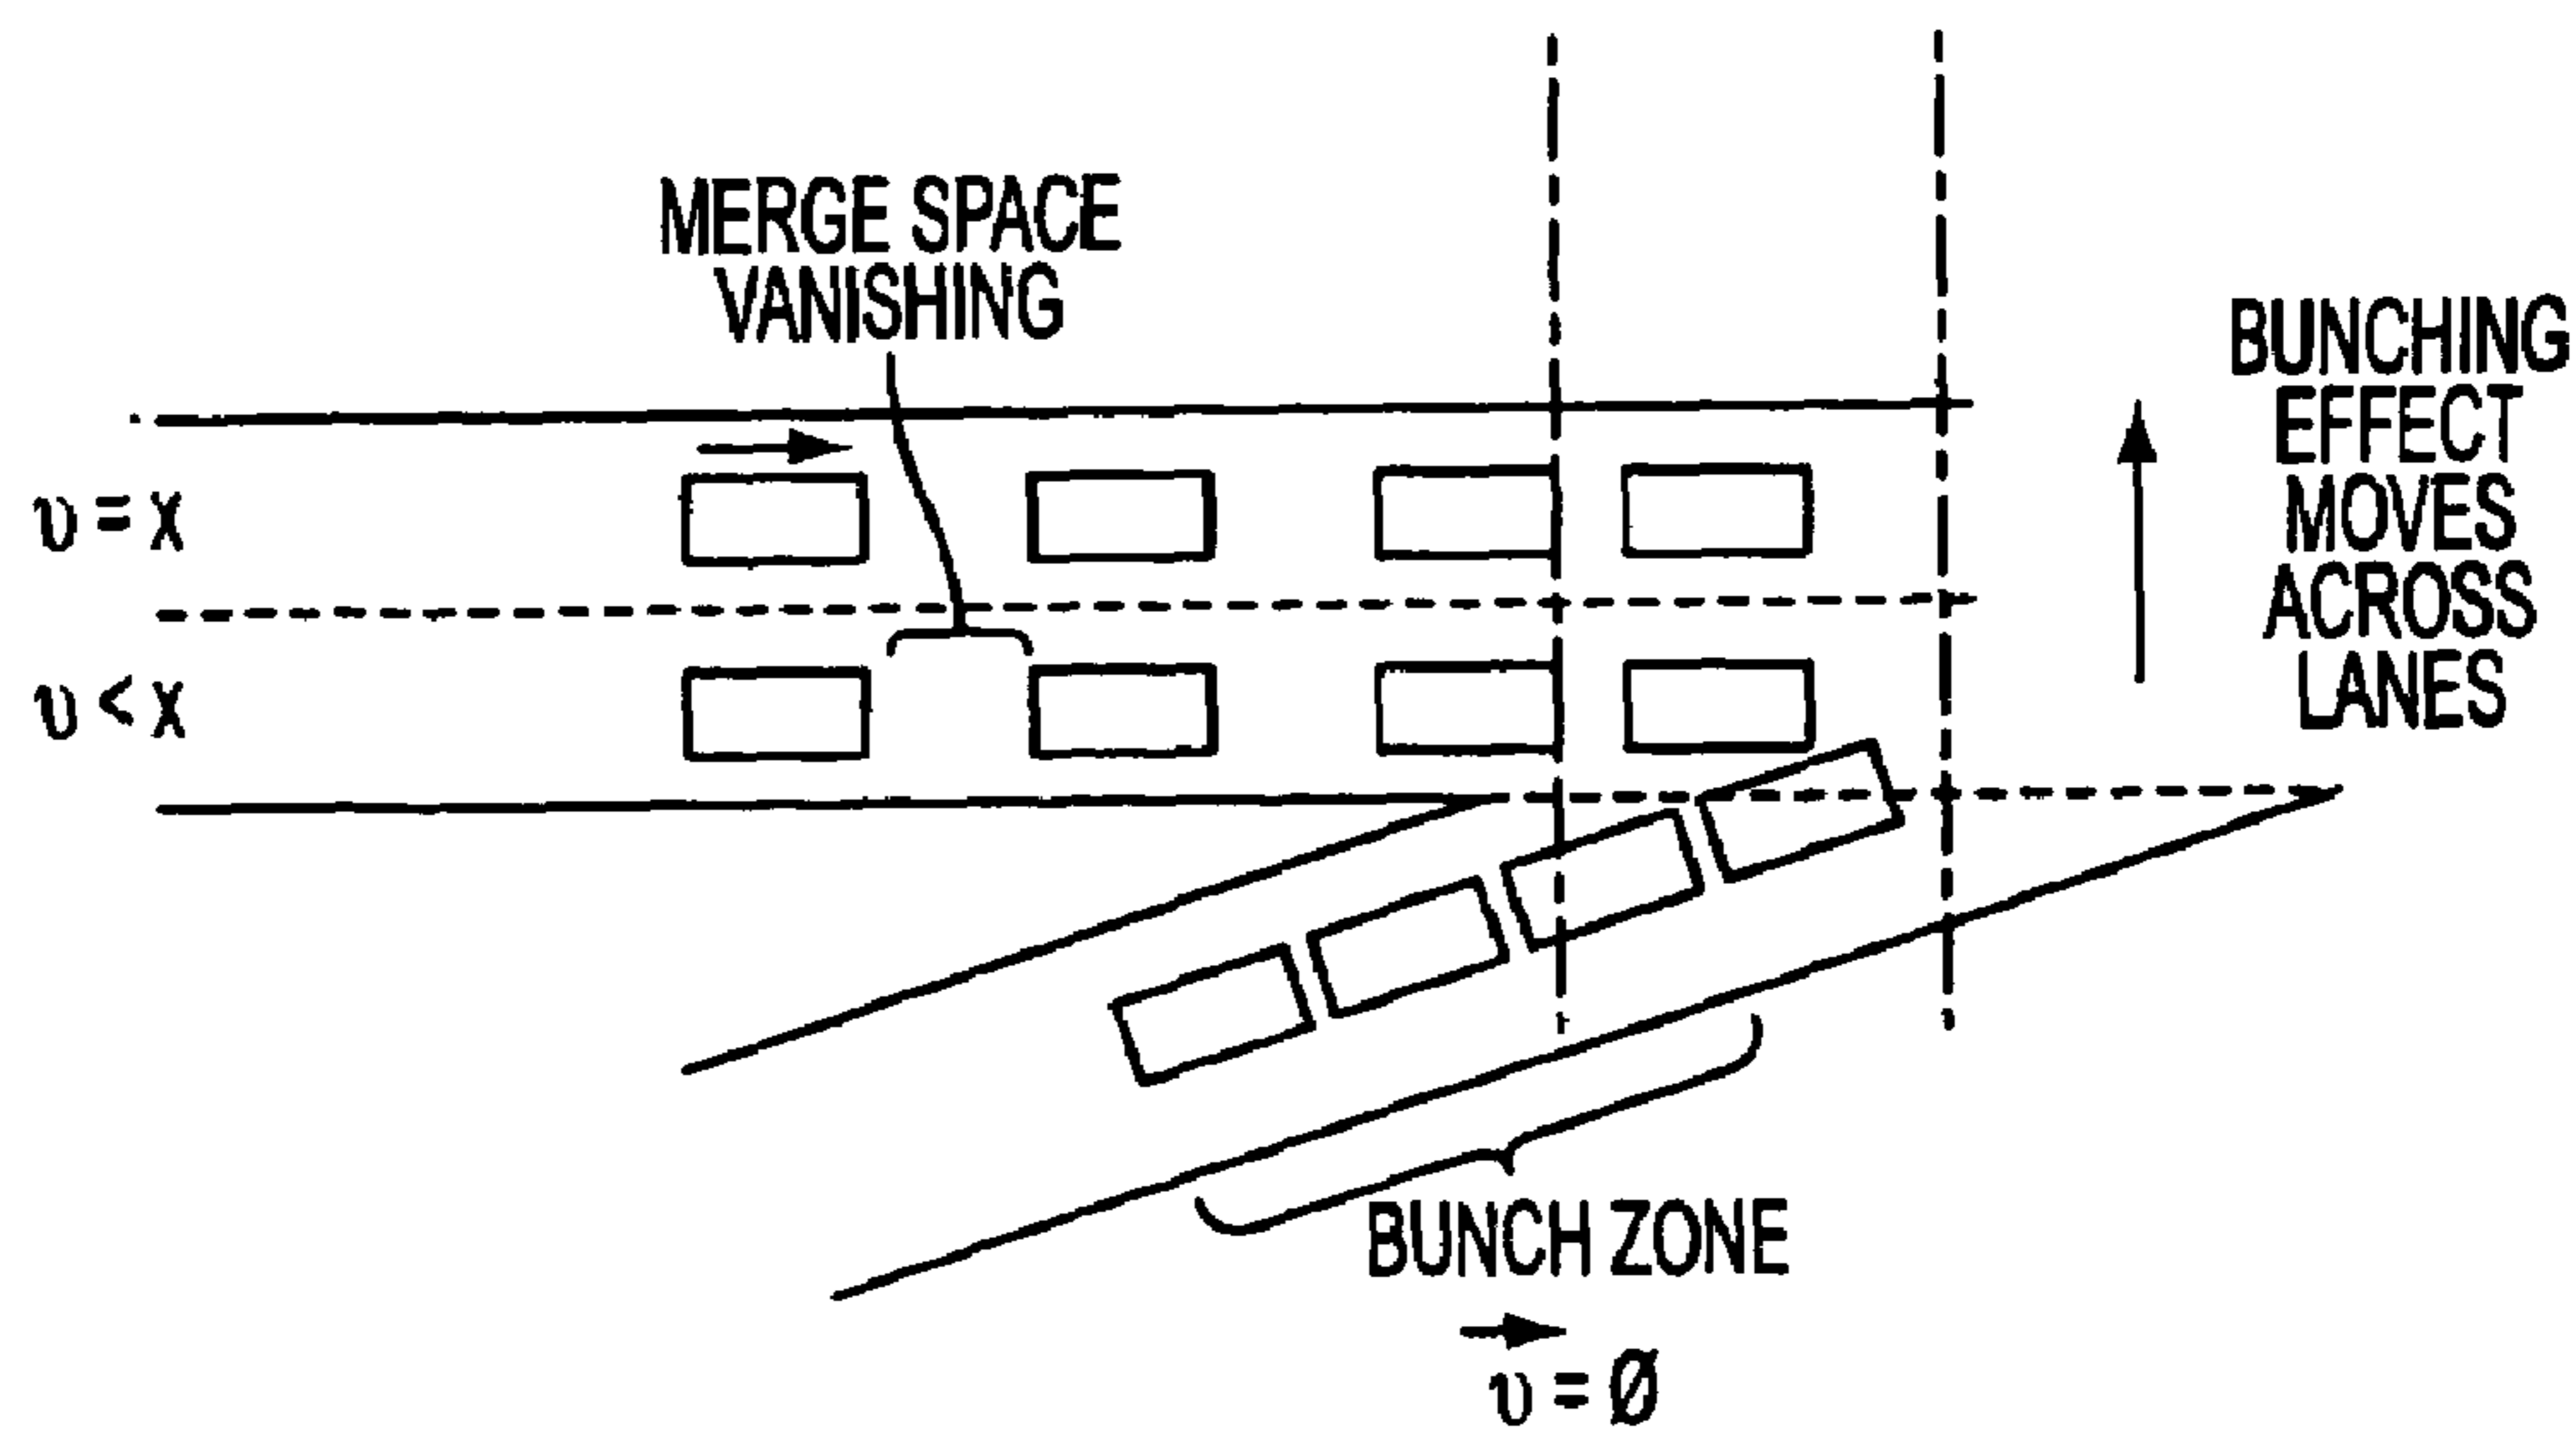 MERGE SPACE
VANISHING
BUNCHING
EFFECT
MOVES
ACROSS
LANES
υ = x
υ < x
BUNCH ZONE
υ = Ø